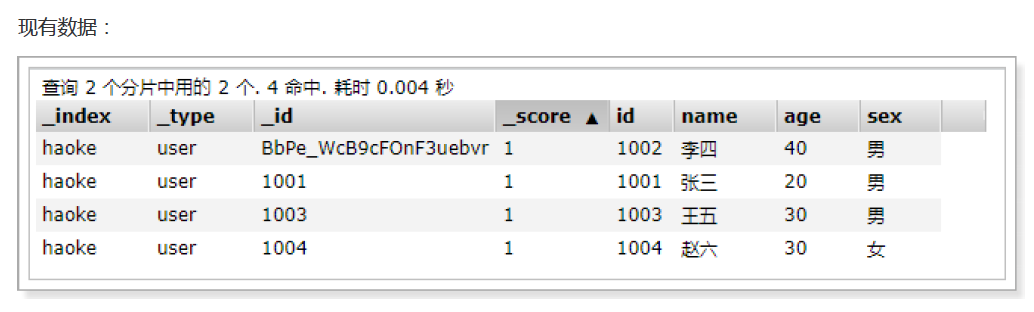 现有数据：
查询 2 个分片中用的 2 个. 4 命中. 耗时 0.004 秒
_index _type _id _score ▲ id name age sex
haoke user BbPe_WcB9cFOnF3uebvr 1 1002 李四 40 男
haoke user 1001 1 1001 张三 20 男
haoke user 1003 1 1003 王五 30 男
haoke user 1004 1 1004 赵六 30 女